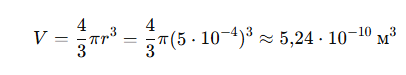 V = 4/3 πr³ = 4/3 π(5 · 10⁻⁴)³ ≈ 5,24 · 10⁻¹⁰ м³